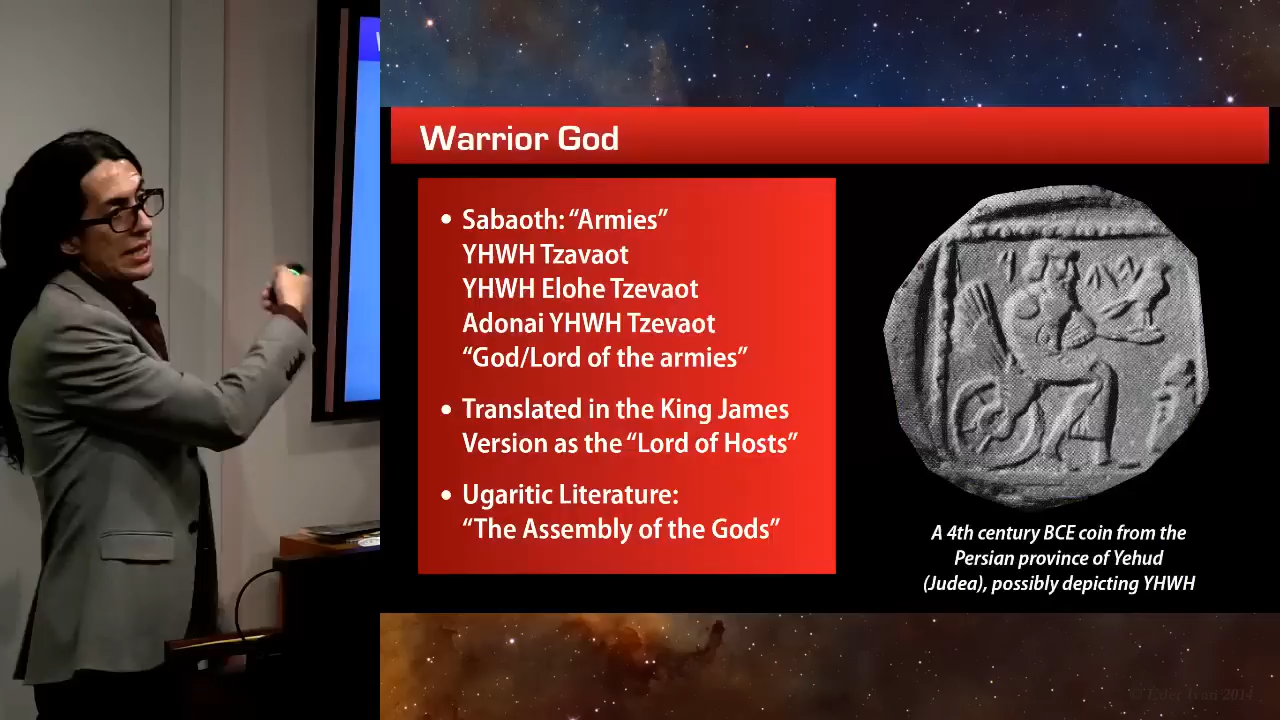 Warrior God
• Sabaoth: “Armies”
YHWH Tzavaot
YHWH Elohe Tzevaot
Adonai YHWH Tzevaot
“God/Lord of the armies”
• Translated in the King James
Version as the “Lord of Hosts”
• Ugaritic Literature:
“The Assembly of the Gods”
A 4th century BCE coin from the
Persian province of Yehud
(Judea), possibly depicting YHWH